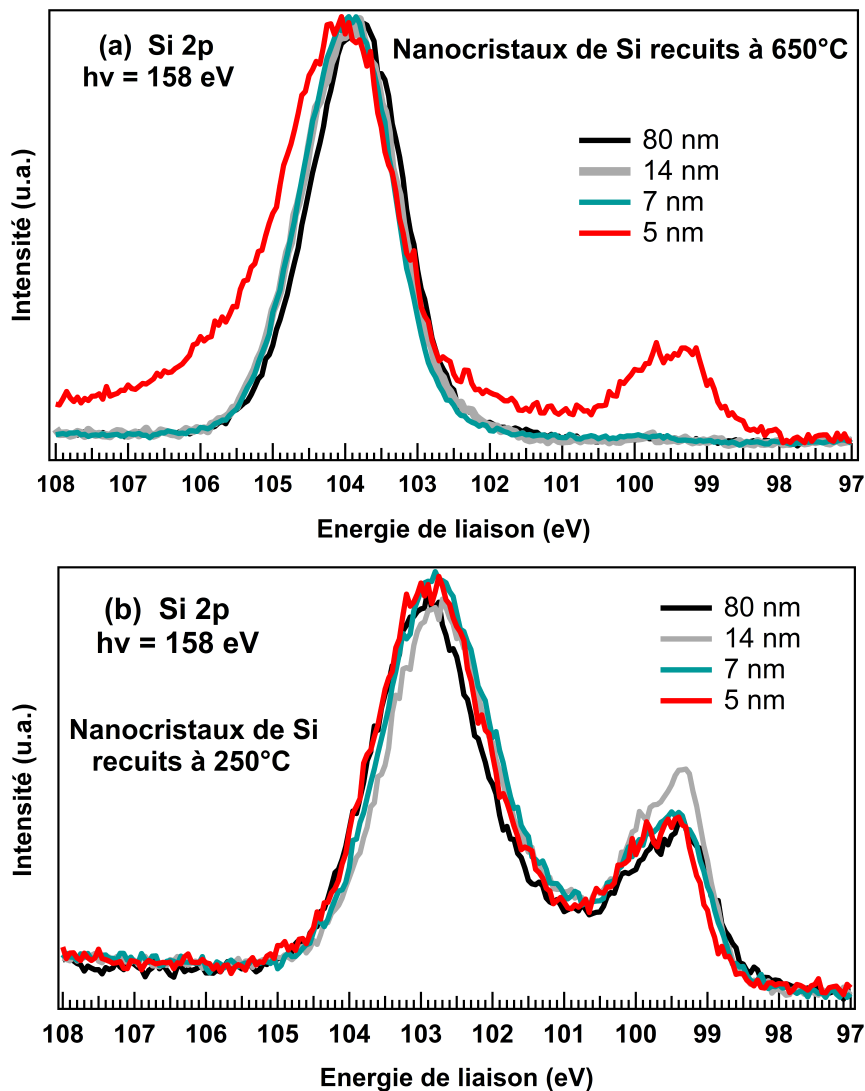 (a) Si 2p
hν = 158 eV
Nanocristaux de Si recuits à 650°C
80 nm
14 nm
7 nm
5 nm
Intensité (u.a.)
108 107 106 105 104 103 102 101 100 99 98 97
Energie de liaison (eV)
(b) Si 2p
hν = 158 eV
Nanocristaux de Si
recuits à 250°C
80 nm
14 nm
7 nm
5 nm
Intensité (u.a.)
108 107 106 105 104 103 102 101 100 99 98 97
Energie de liaison (eV)